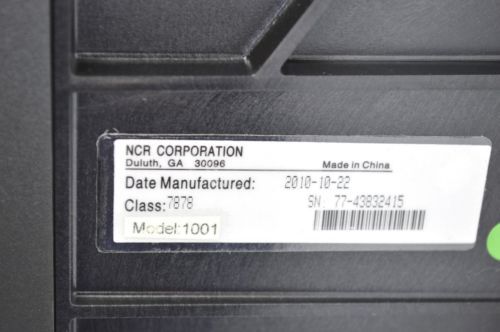 NCR CORPORATION
Duluth, GA 30096 Made in China
Date Manufactured: 2010-10-22
Class: 7878 SN: 77-43832415
Model:1001